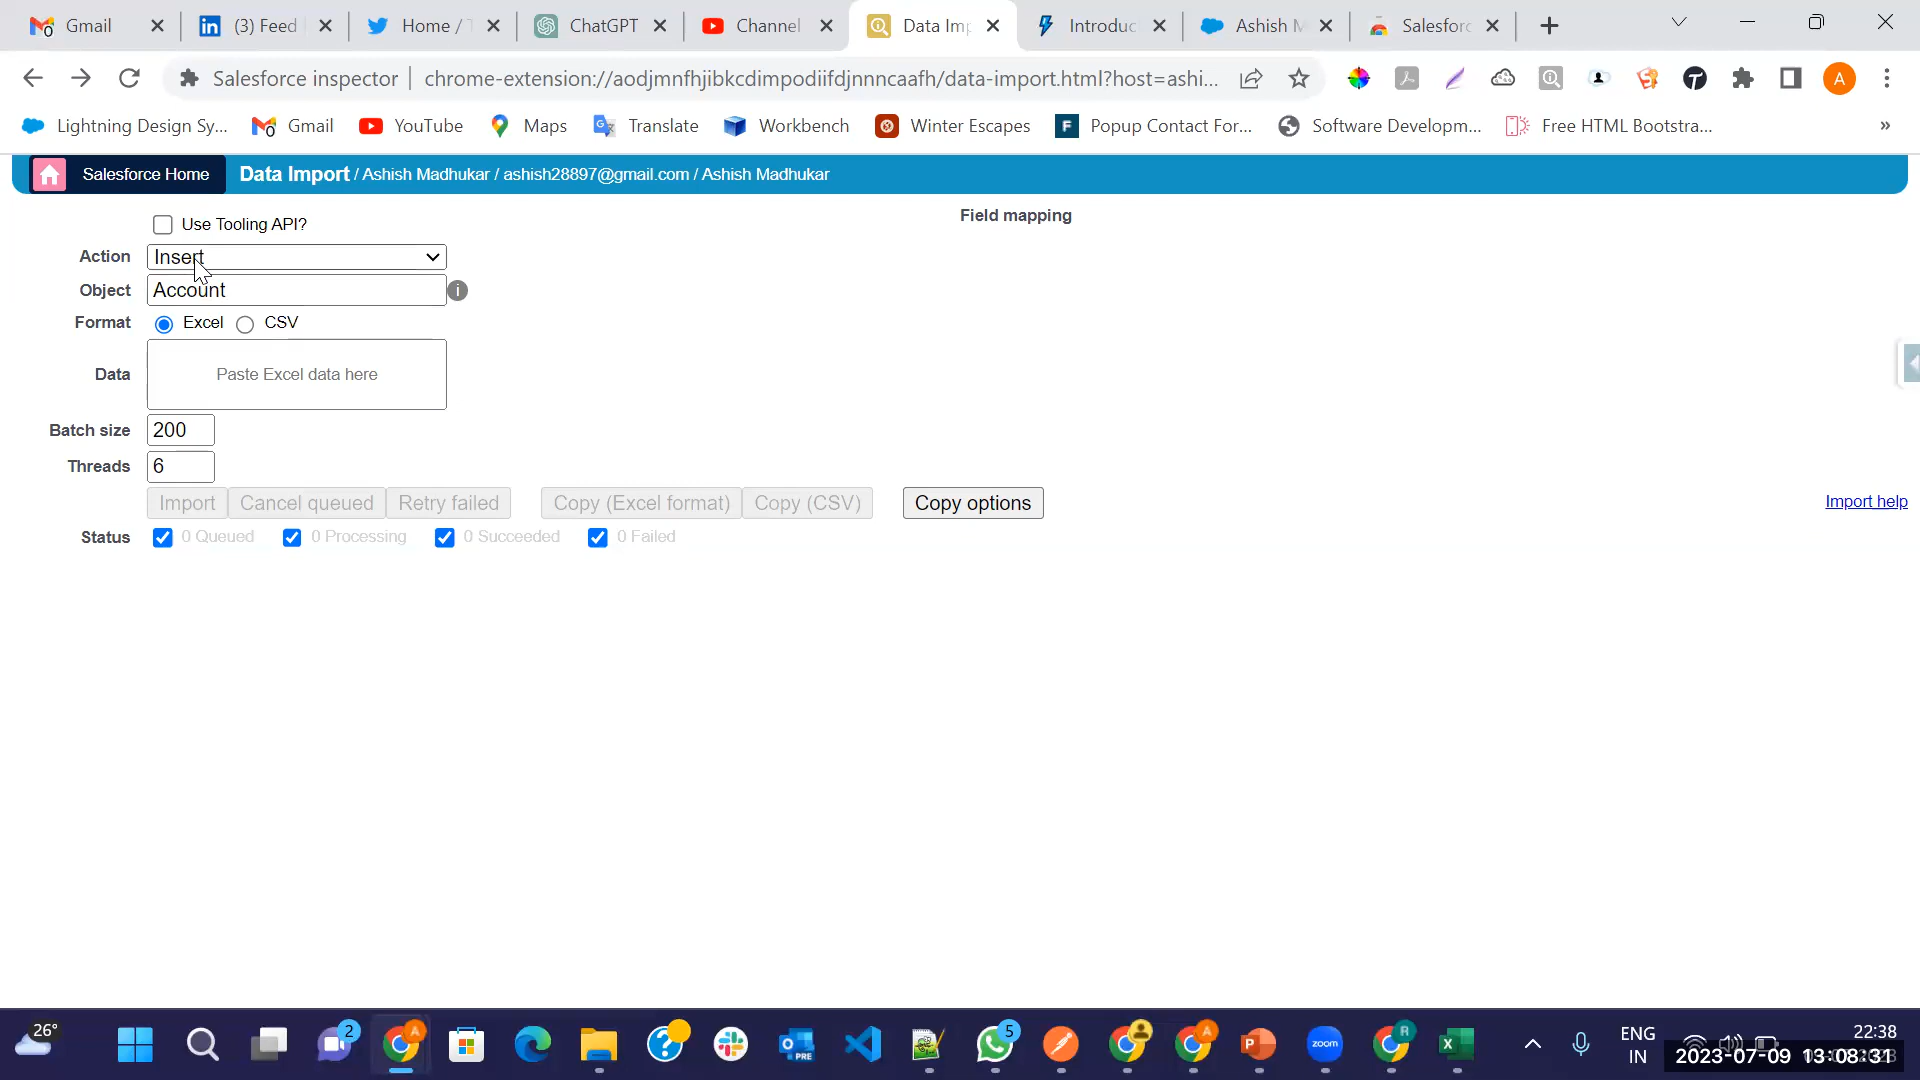 Gmail
(3) Feed
Home / T
ChatGPT
Channel
Data Imp
Introduc
Ashish M
Salesforc
Salesforce inspector
chrome-extension://aodjmnfhjibkcdimpodiifdjnnncaafh/data-import.html?host=ashi...
A
Lightning Design Sy...
Gmail
YouTube
Maps
Translate
Workbench
Winter Escapes
Popup Contact For...
Software Developm...
Free HTML Bootstra...
»
Salesforce Home
Data Import / Ashish Madhukar / ashish28897@gmail.com / Ashish Madhukar
Use Tooling API?
Field mapping
Action Insert
Object Account
Format Excel CSV
Data Paste Excel data here
Batch size 200
Threads 6
Import Cancel queued Retry failed Copy (Excel format) Copy (CSV) Copy options Import help
Status 0 Queued 0 Processing 0 Succeeded 0 Failed
26°
2
A
PRE
5
A
P
zoom
R
X
ENG
IN
22:38
2023-07-09 13:08:31